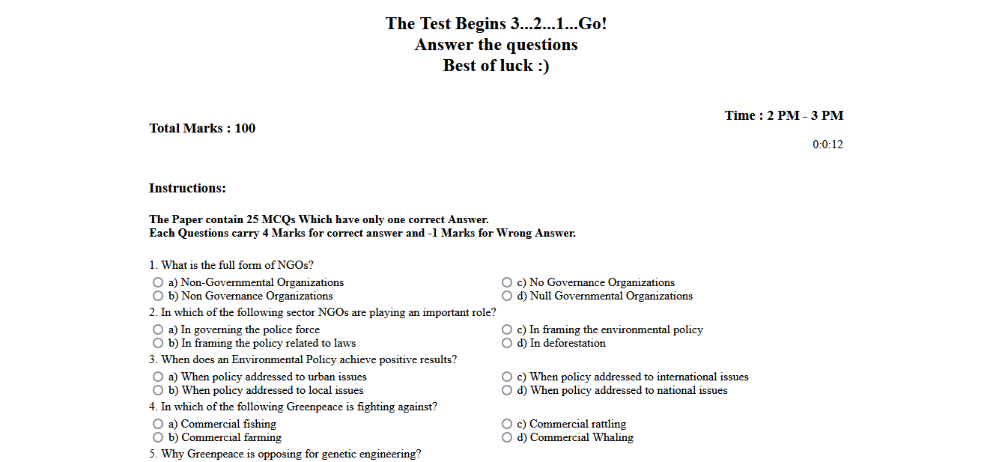 The Test Begins 3...2...1...Go!
Answer the questions
Best of luck :)
Time : 2 PM - 3 PM
Total Marks : 100
0:0:12
Instructions:
The Paper contain 25 MCQs Which have only one correct Answer.
Each Questions carry 4 Marks for correct answer and -1 Marks for Wrong Answer.
1. What is the full form of NGOs?
a) Non-Governmental Organizations c) No Governance Organizations
b) Non Governance Organizations d) Null Governmental Organizations
2. In which of the following sector NGOs are playing an important role?
a) In governing the police force c) In framing the environmental policy
b) In framing the policy related to laws d) In deforestation
3. When does an Environmental Policy achieve positive results?
a) When policy addressed to urban issues c) When policy addressed to international issues
b) When policy addressed to local issues d) When policy addressed to national issues
4. In which of the following Greenpeace is fighting against?
a) Commercial fishing c) Commercial rattling
b) Commercial farming d) Commercial Whaling
5. Why Greenpeace is opposing for genetic engineering?